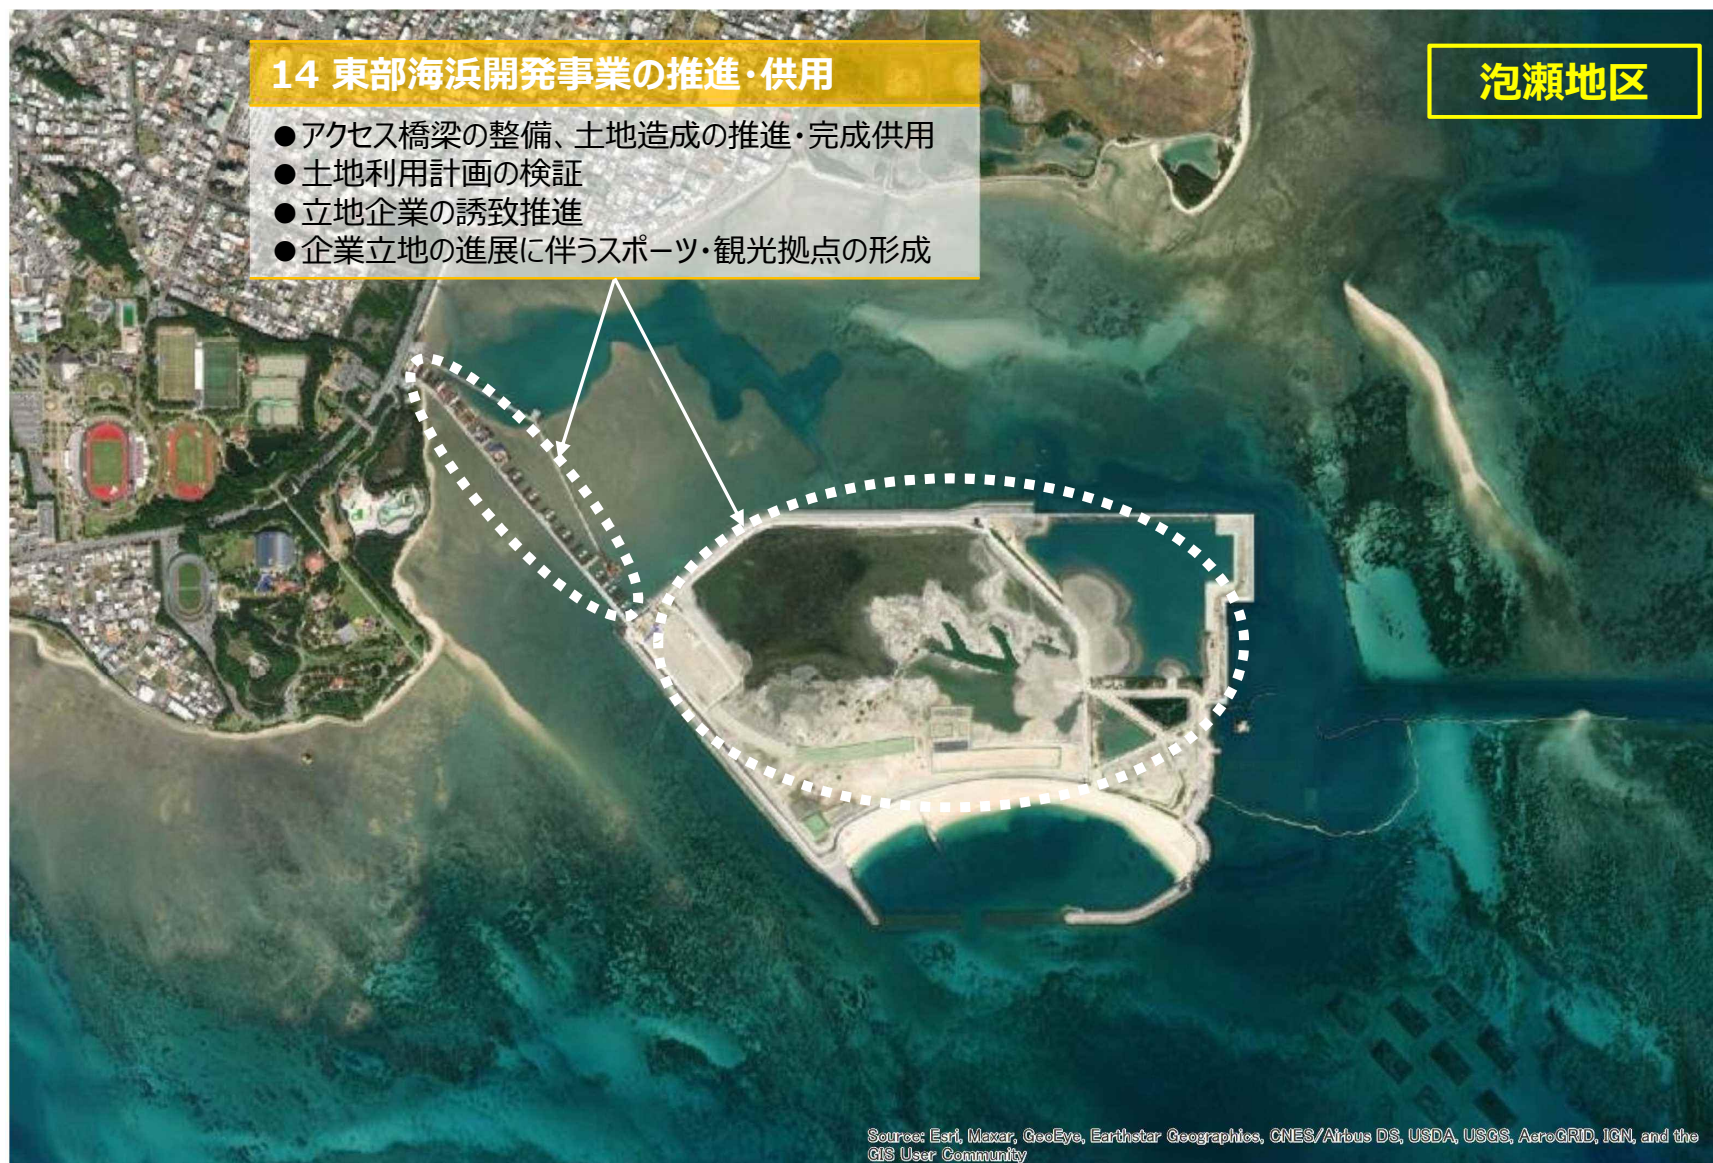 14 東部海浜開発事業の推進・供用
泡瀬地区
●アクセス橋梁の整備、土地造成の推進・完成供用
●土地利用計画の検証
●立地企業の誘致推進
●企業立地の進展に伴うスポーツ・観光拠点の形成
Source: Esri, Maxar, GeoEye, Earthstar Geographics, CNES/Airbus DS, USDA, USGS, AeroGRID, IGN, and the
GIS User Community